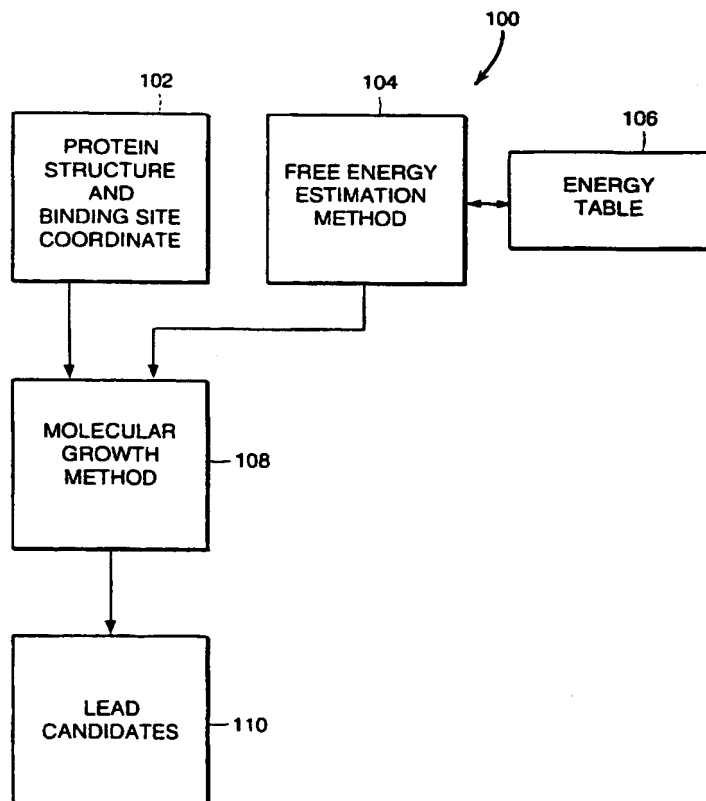 100
102
PROTEIN
STRUCTURE
AND
BINDING SITE
COORDINATE
104
FREE ENERGY
ESTIMATION
METHOD
106
ENERGY
TABLE
MOLECULAR
GROWTH
METHOD
108
LEAD
CANDIDATES
110